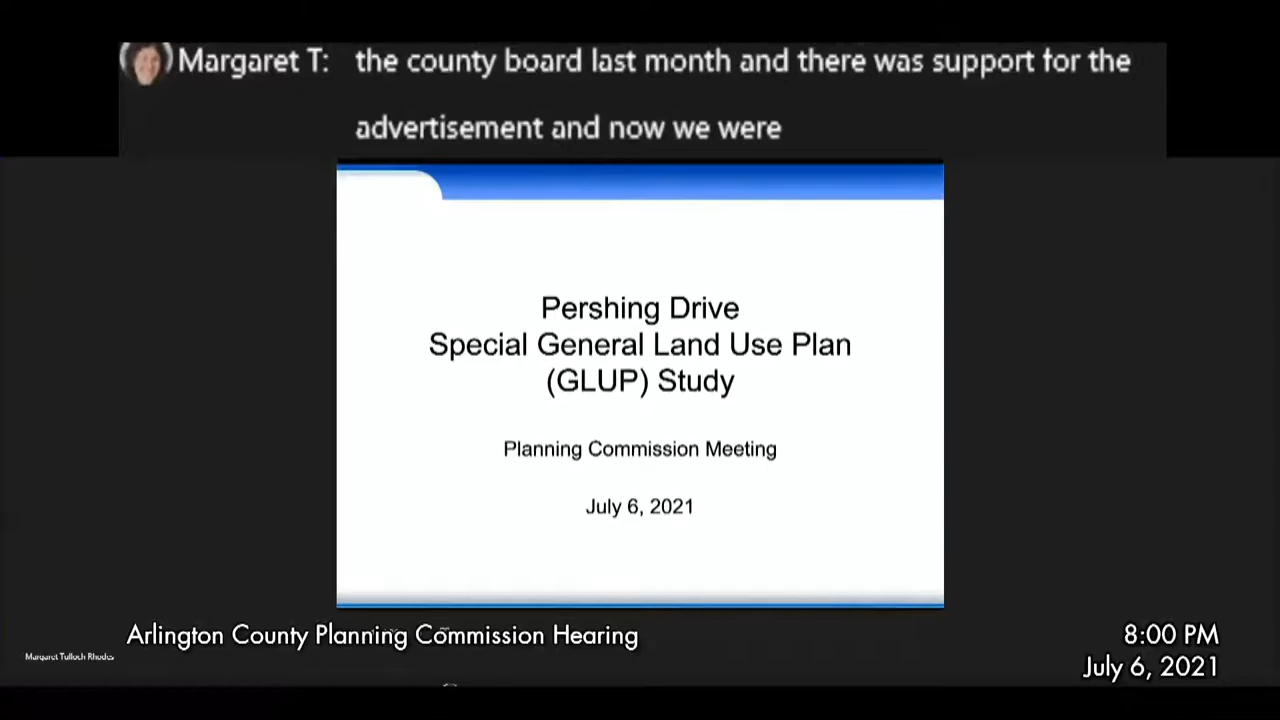 Margaret T: the county board last month and there was support for the
advertisement and now we were
Pershing Drive
Special General Land Use Plan
(GLUP) Study
Planning Commission Meeting
July 6, 2021
Arlington County Planning Commission Hearing
8:00 PM
Margaret Tulloch Rhodes
July 6, 2021